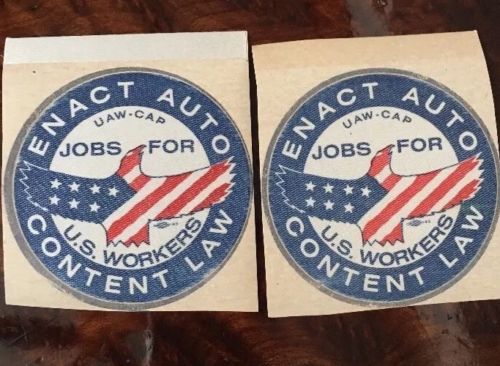 ENACT AUTO
UAW-CAP
JOBS FOR
U.S. WORKERS
CONTENT LAW
ENACT AUTO
UAW-CAP
JOBS FOR
U.S. WORKERS
CONTENT LAW